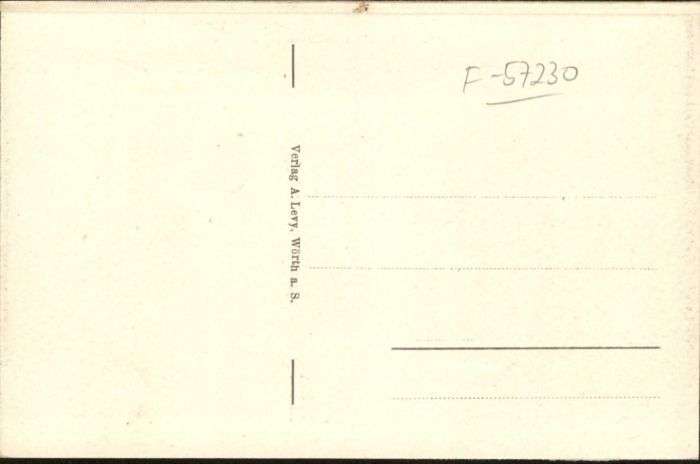 F-57230
Verlag A. Levy, Wörth a. S.